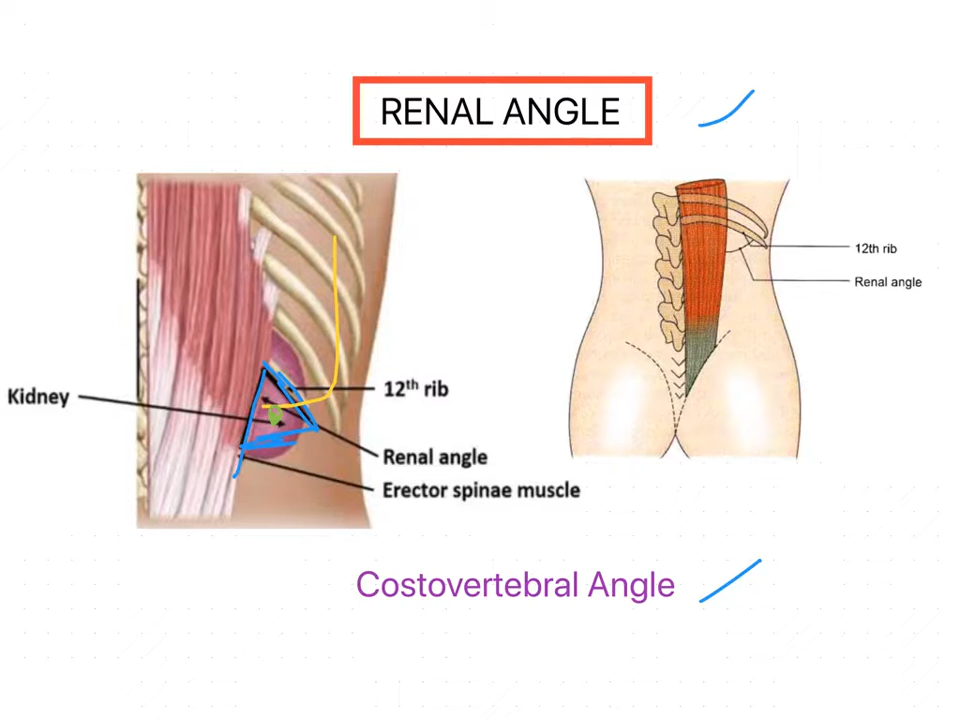 RENAL ANGLE
Kidney
12th rib
Renal angle
Erector spinae muscle
12th rib
Renal angle
Costovertebral Angle